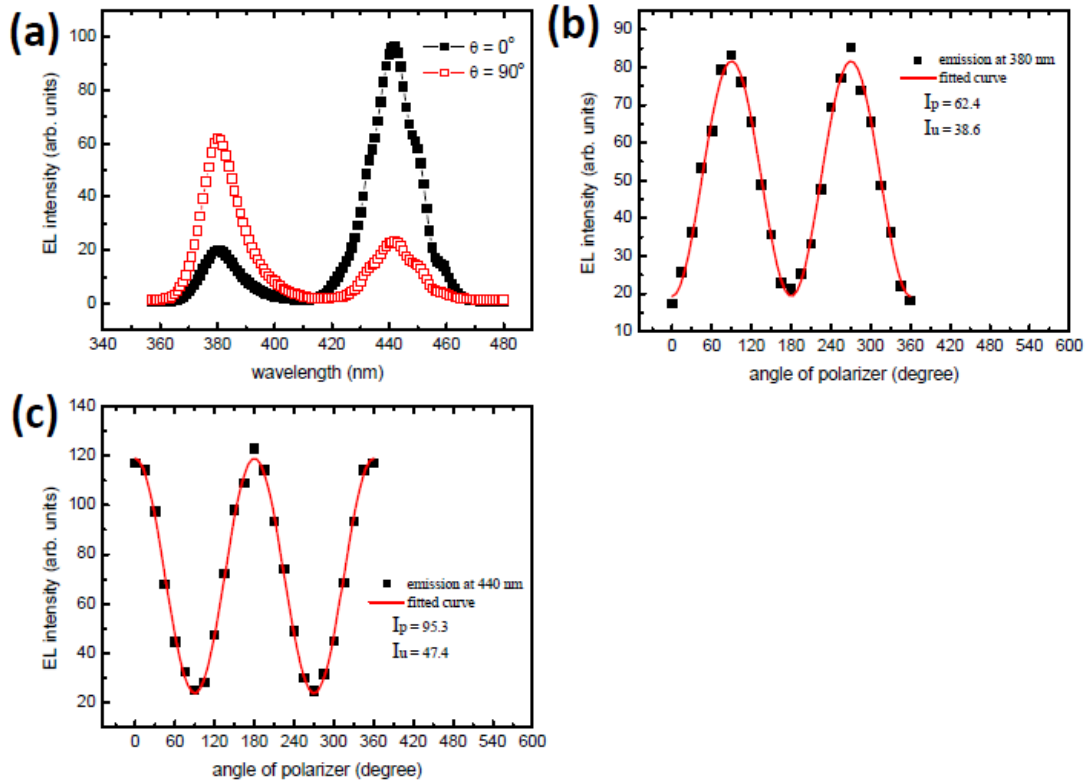 (a)
EL intensity (arb. units)
100
80
60
40
20
0
θ = 0°
θ = 90°
340 360 380 400 420 440 460 480 500
wavelength (nm)
(b)
EL intensity (arb. units)
90
80
70
60
50
40
30
20
10
emission at 380 nm
fitted curve
Ip = 62.4
Iu = 38.6
0 60 120 180 240 300 360 420 480 540 600
angle of polarizer (degree)
(c)
EL intensity (arb. units)
140
120
100
80
60
40
20
emission at 440 nm
fitted curve
Ip = 95.3
Iu = 47.4
0 60 120 180 240 300 360 420 480 540 600
angle of polarizer (degree)